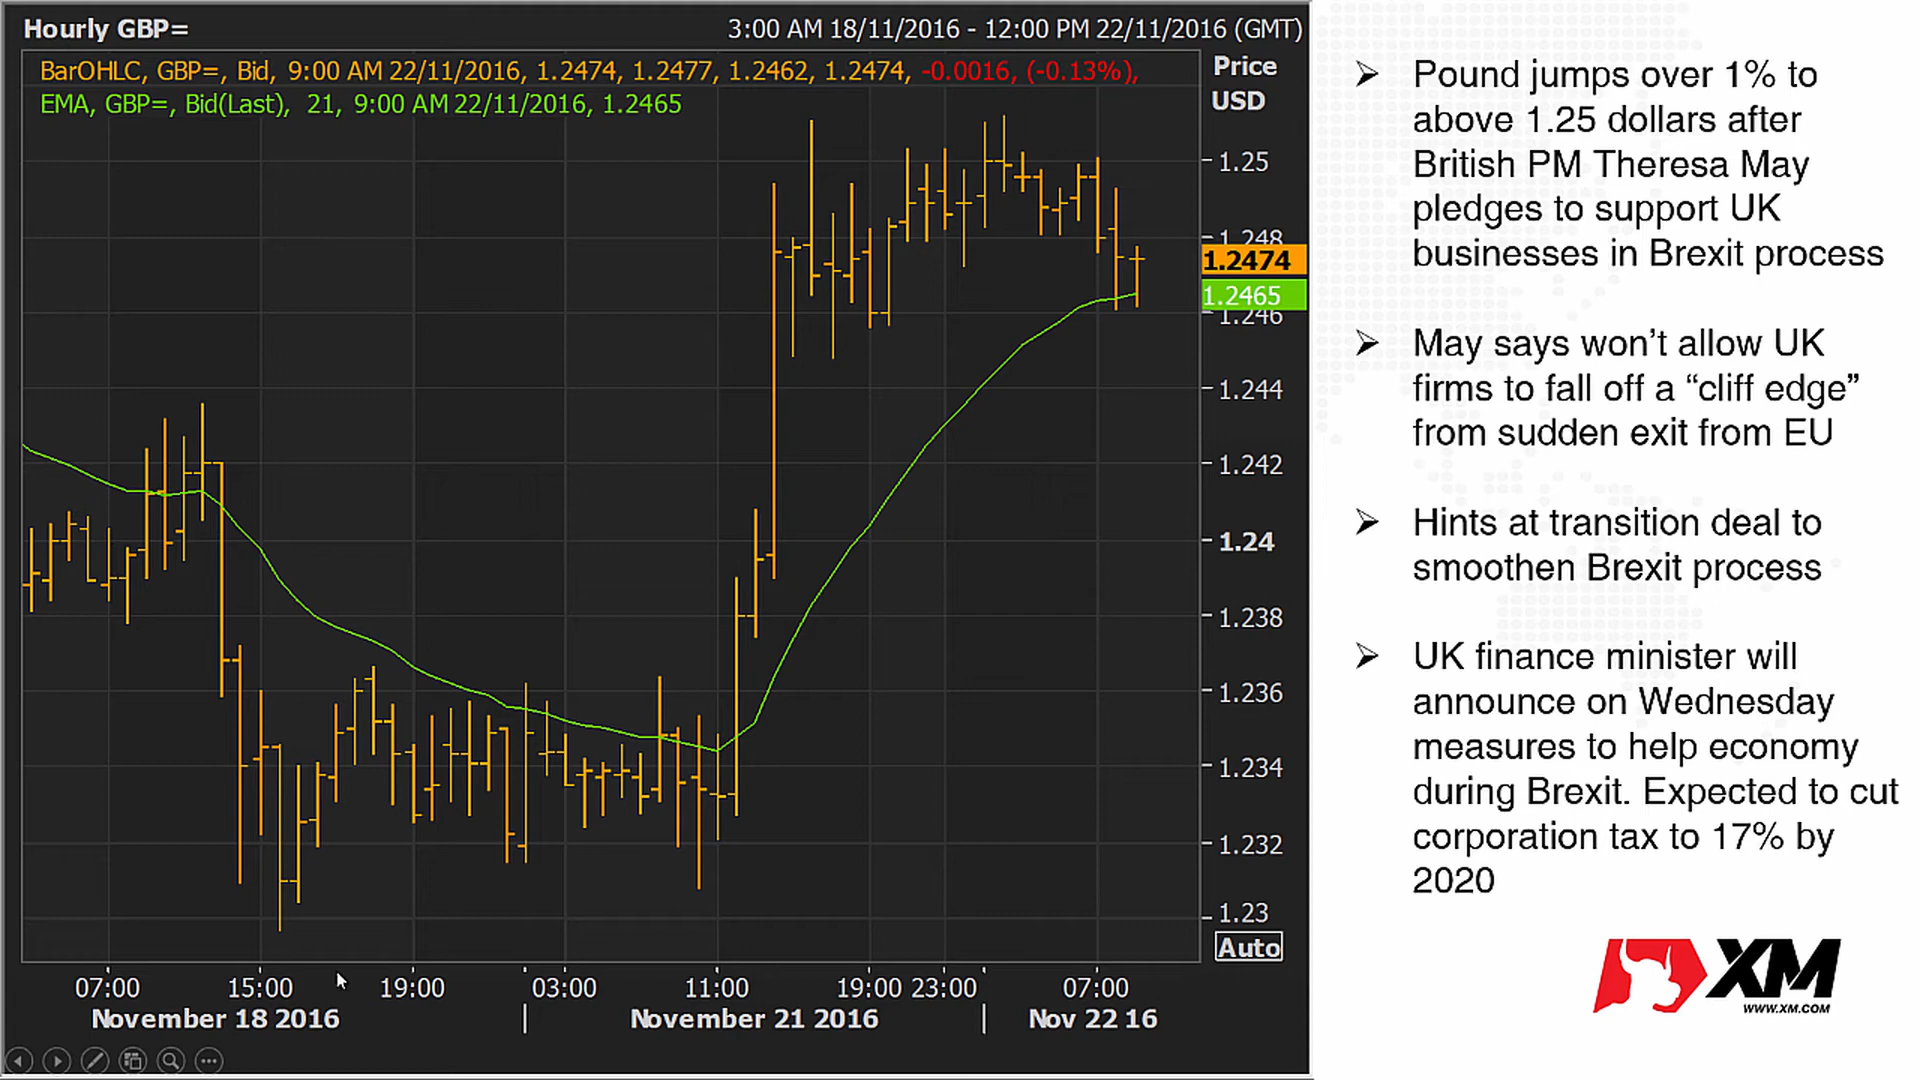 Hourly GBP=
3:00 AM 18/11/2016 - 12:00 PM 22/11/2016 (GMT)
BarOHLC, GBP=, Bid, 9:00 AM 22/11/2016, 1.2474, 1.2477, 1.2462, 1.2474, -0.0016, (-0.13%),
EMA, GBP=, Bid(Last), 21, 9:00 AM 22/11/2016, 1.2465
Price
USD
1.25
1.248
1.2474
1.2465
1.246
1.244
1.242
1.24
1.238
1.236
1.234
1.232
1.23
Auto
07:00 15:00 19:00 03:00 11:00 19:00 23:00 07:00
November 18 2016 November 21 2016 Nov 22 16
➢ Pound jumps over 1% to
above 1.25 dollars after
British PM Theresa May
pledges to support UK
businesses in Brexit process
➢ May says won’t allow UK
firms to fall off a “cliff edge”
from sudden exit from EU
➢ Hints at transition deal to
smoothen Brexit process
➢ UK finance minister will
announce on Wednesday
measures to help economy
during Brexit. Expected to cut
corporation tax to 17% by
2020
XM
WWW.XM.COM